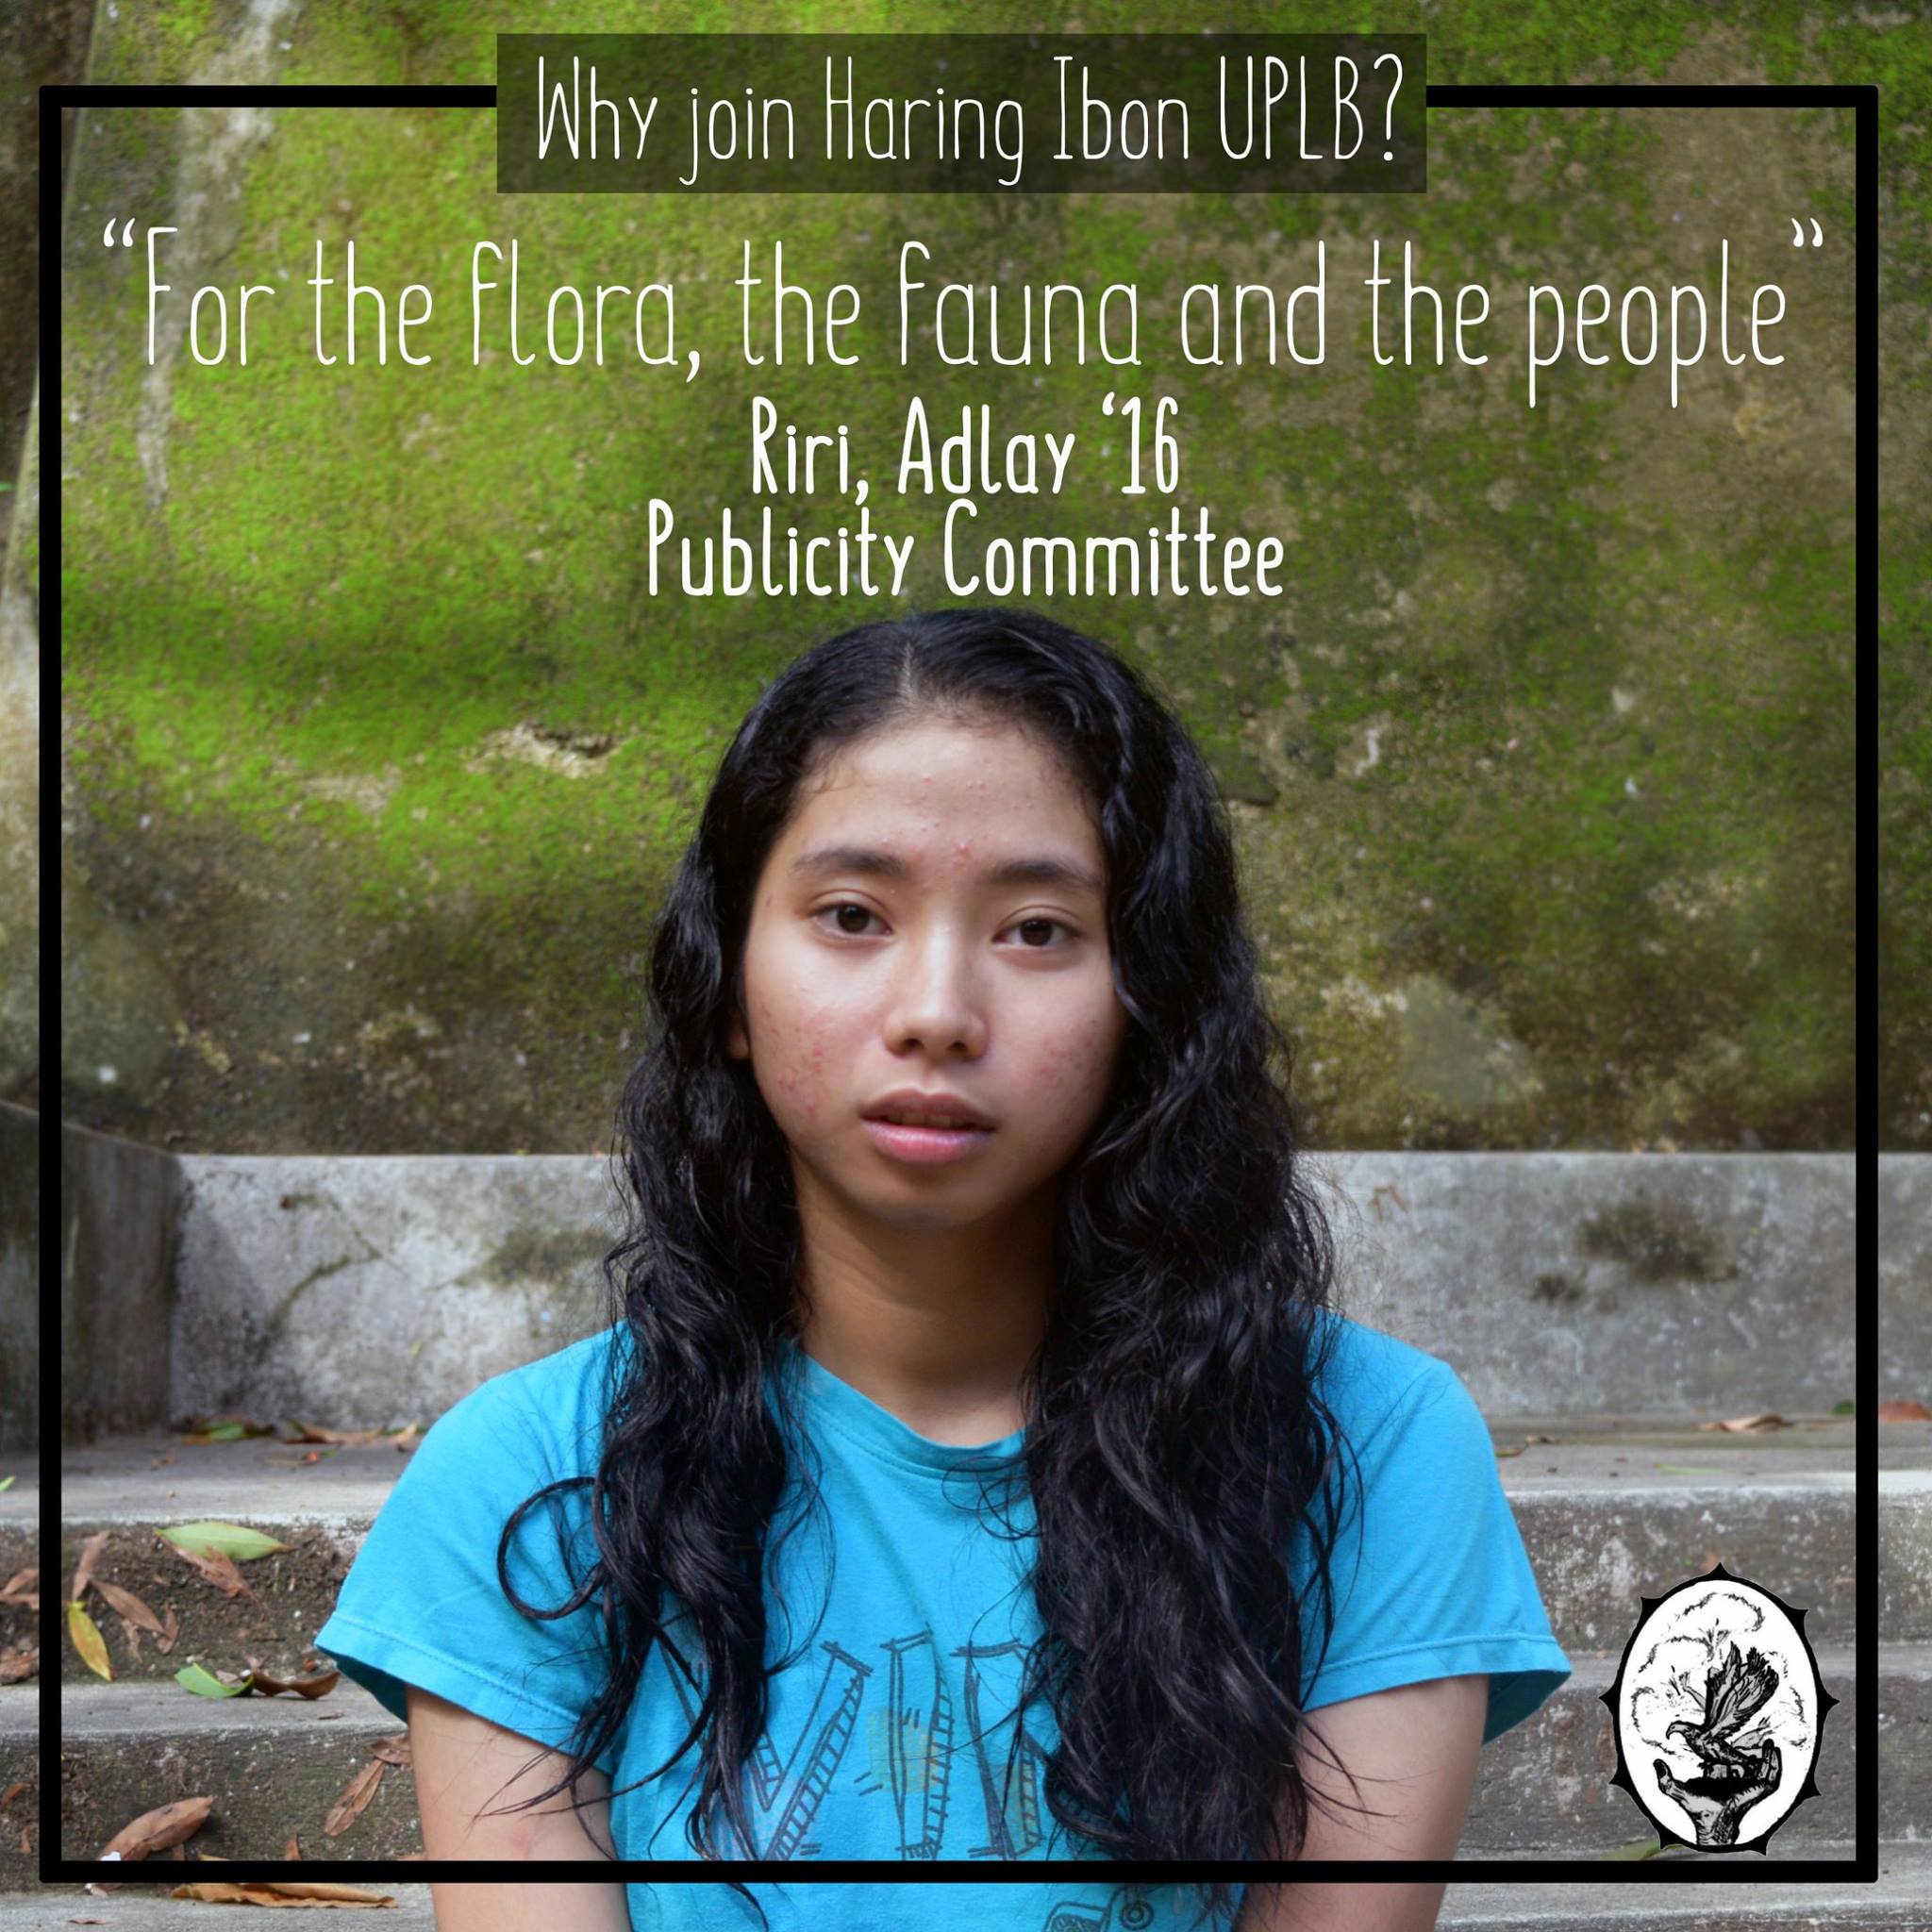 Why join Haring Ibon UPLB?
“For the flora, the fauna and the people”
Riri, Adlay ‘16
Publicity Committee